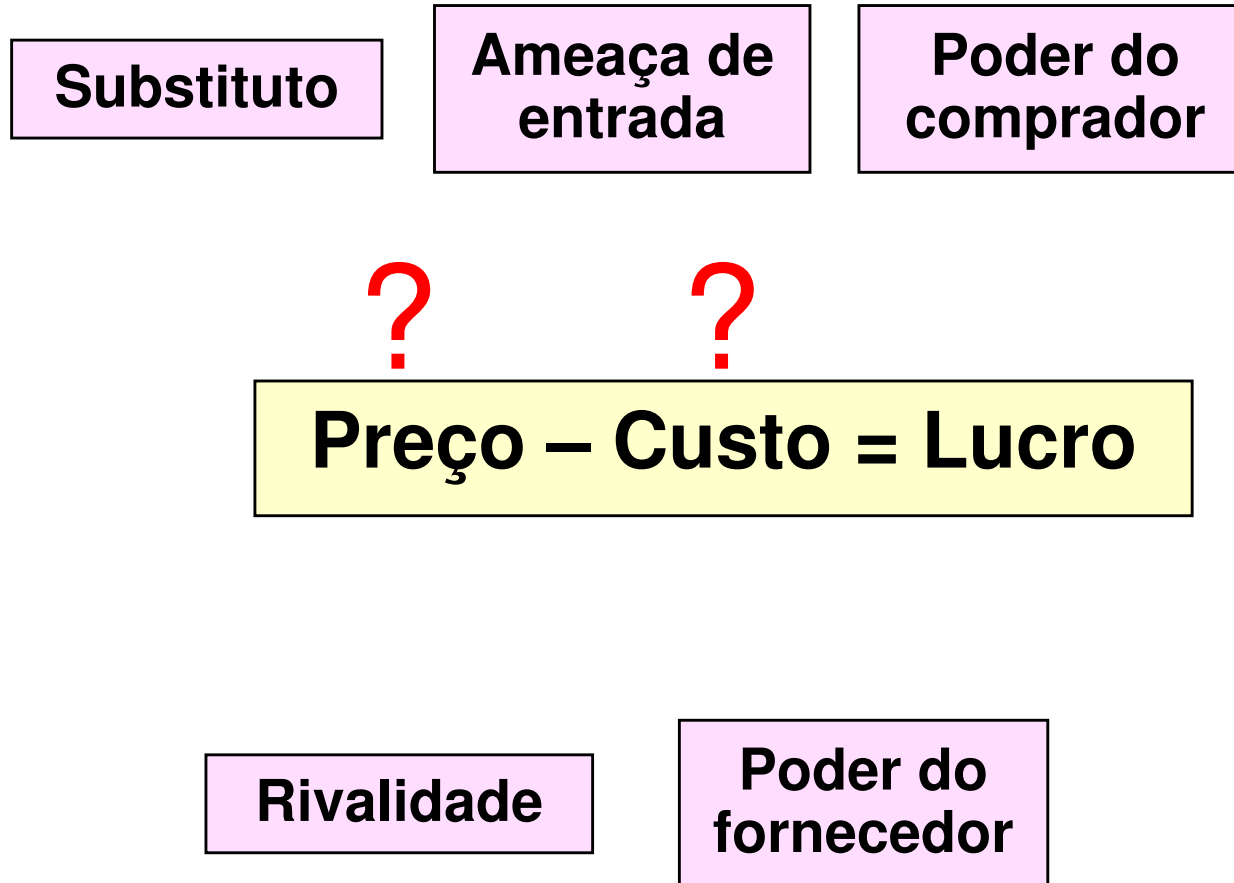 Substituto
Ameaça de
entrada
Poder do
comprador
? ?
Preço – Custo = Lucro
Rivalidade
Poder do
fornecedor